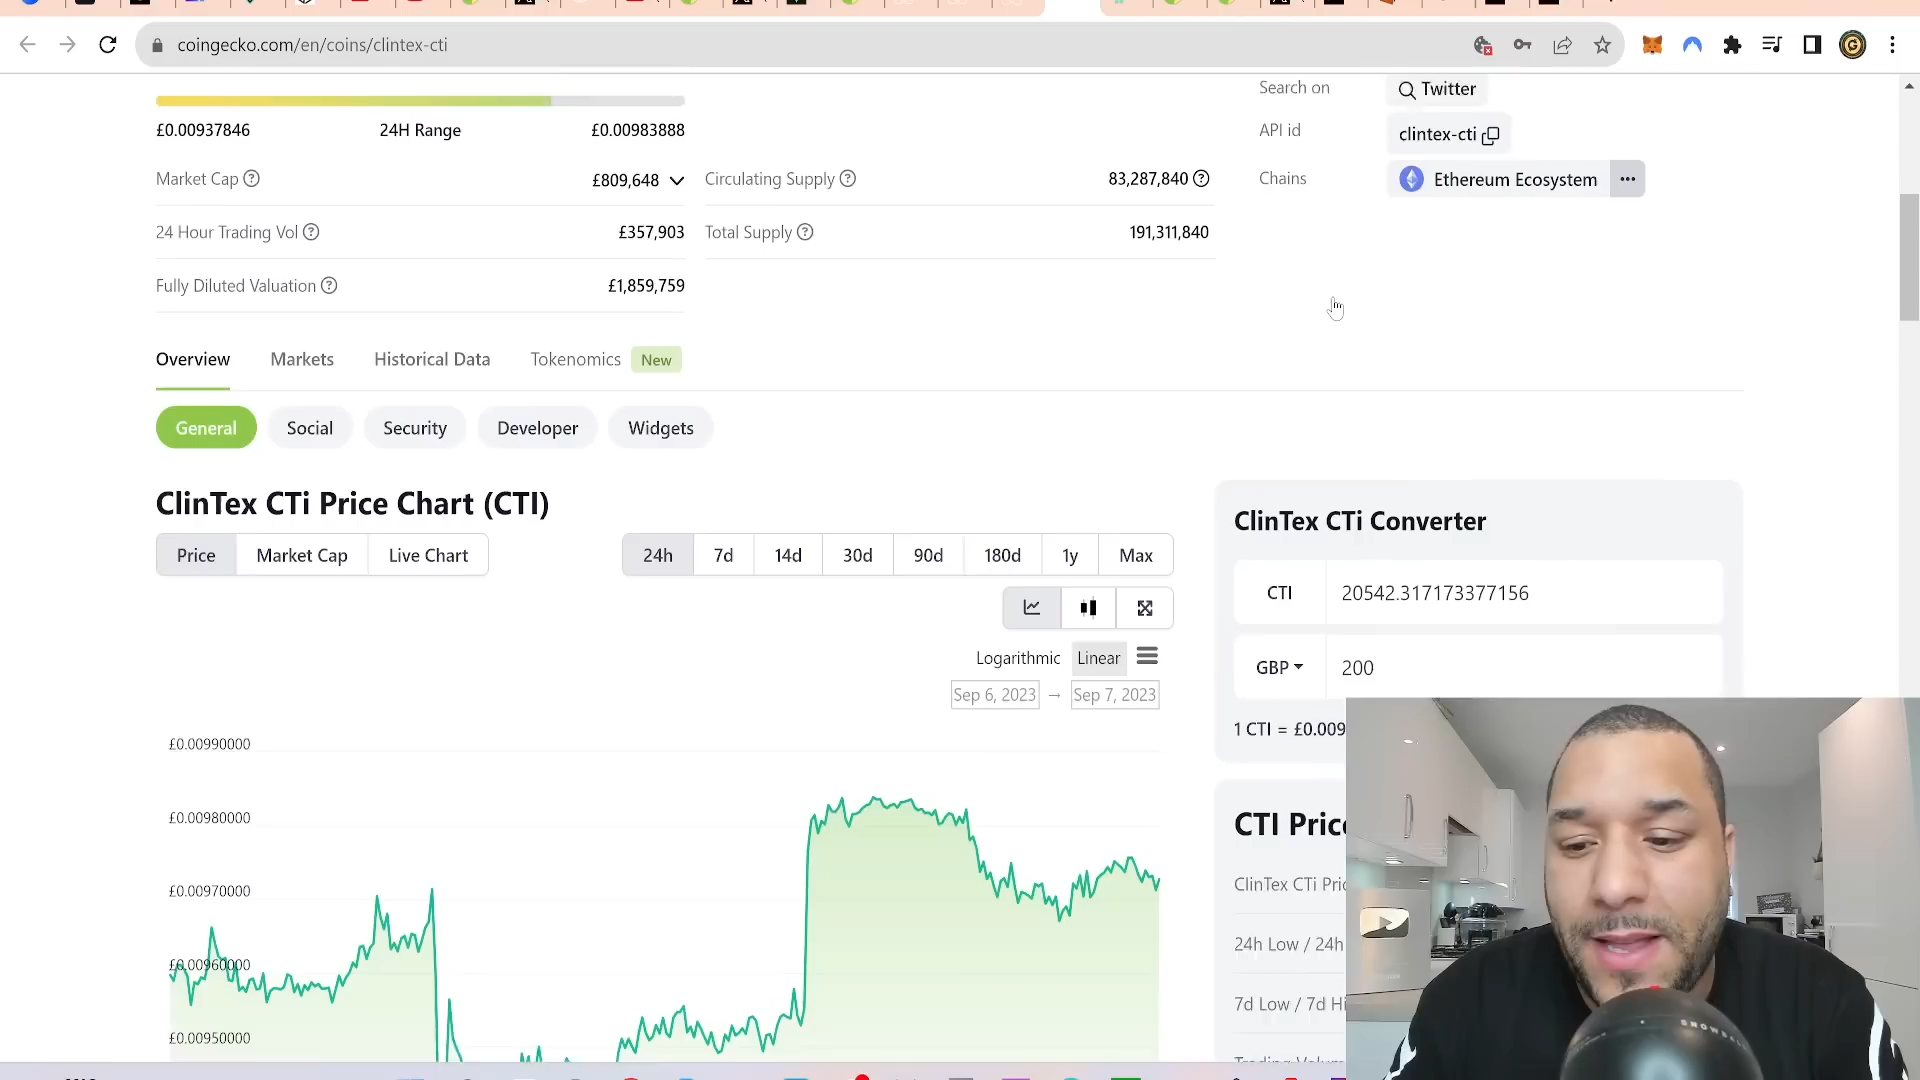 coingecko.com/en/coins/clintex-cti
Search on
Twitter
£0.00937846
24H Range
£0.00983888
API id
clintex-cti
Market Cap
£809,648
Circulating Supply
83,287,840
Chains
Ethereum Ecosystem
24 Hour Trading Vol
£357,903
Total Supply
191,311,840
Fully Diluted Valuation
£1,859,759
Overview
Markets
Historical Data
Tokenomics
New
General
Social
Security
Developer
Widgets
ClinTex CTi Price Chart (CTI)
Price
Market Cap
Live Chart
24h
7d
14d
30d
90d
180d
1y
Max
Logarithmic
Linear
Sep 6, 2023 → Sep 7, 2023
£0.00990000
£0.00980000
£0.00970000
£0.00960000
£0.00950000
ClinTex CTi Converter
CTI
20542.317173377156
GBP
200
1 CTI = £0.009
CTI Pric
ClinTex CTi Pric
24h Low / 24h
7d Low / 7d Hi